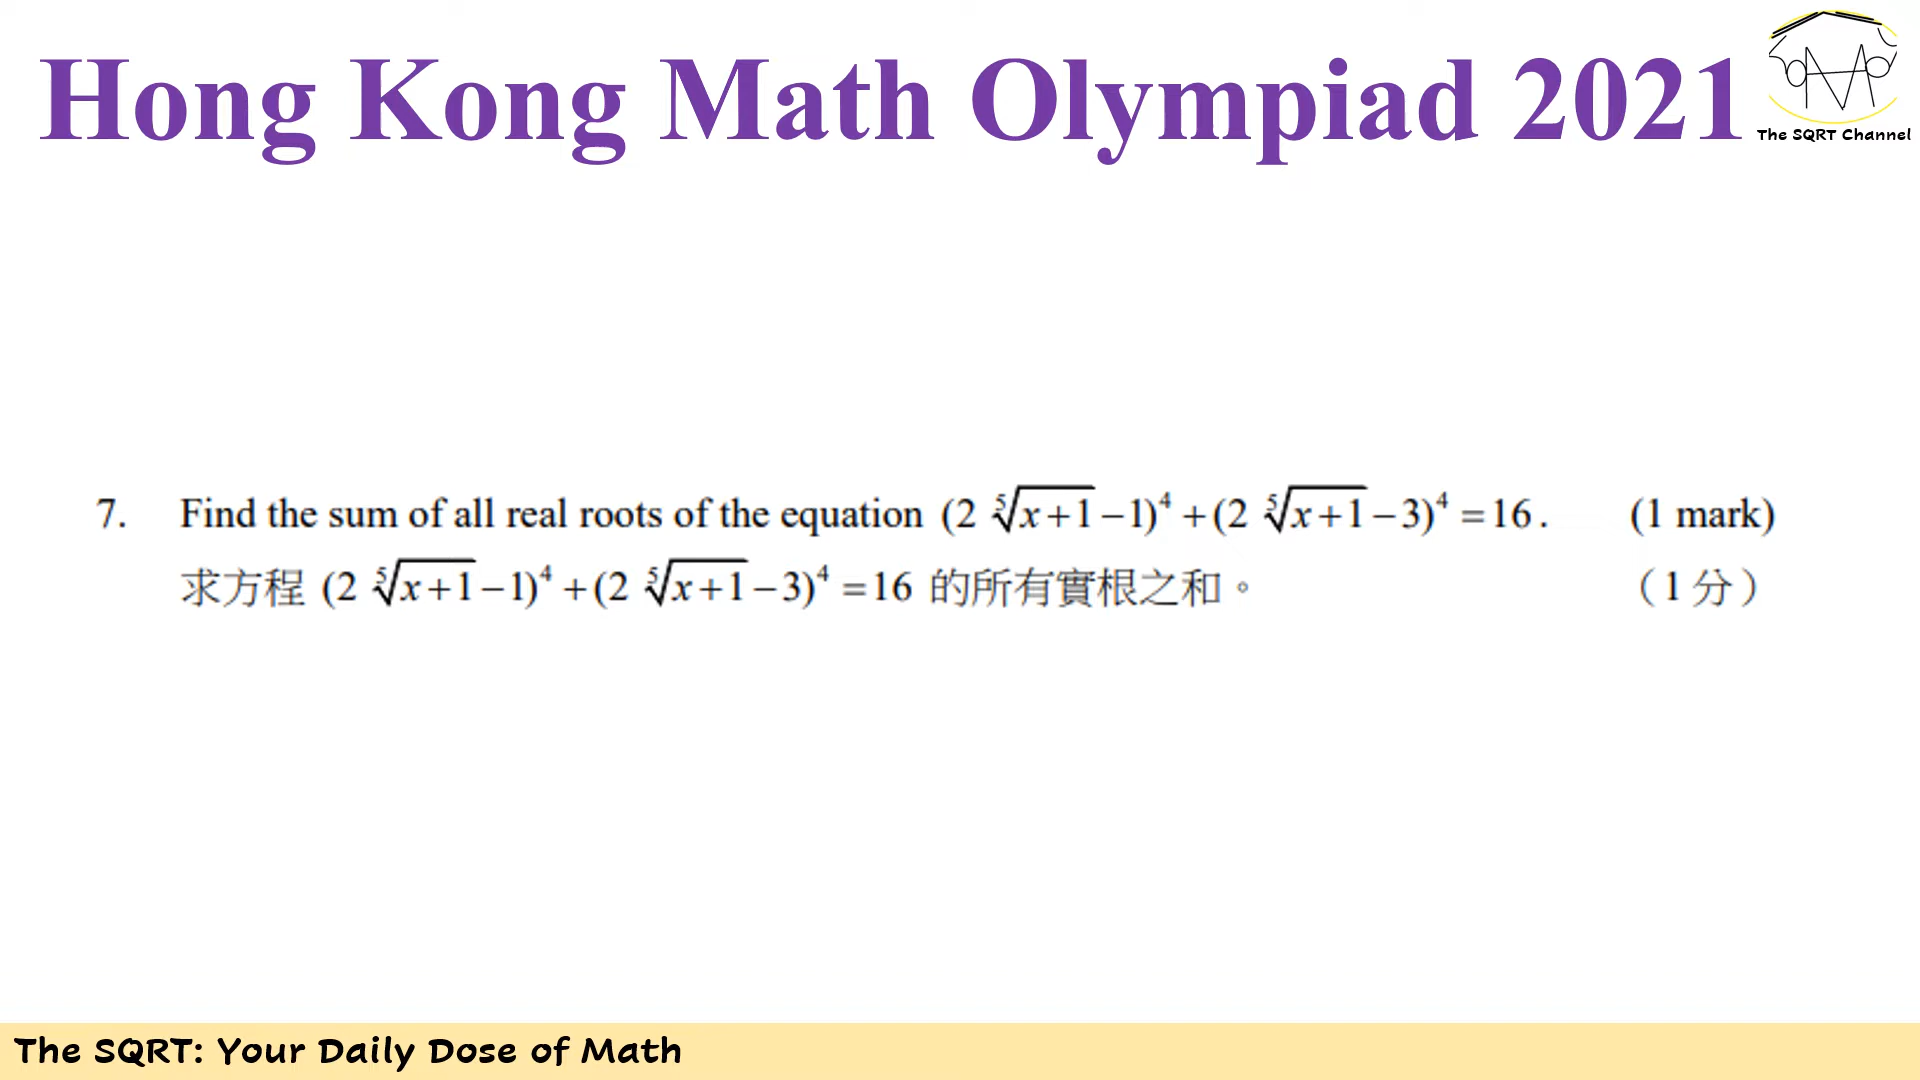 Hong Kong Math Olympiad 2021
The SQRT Channel
7. Find the sum of all real roots of the equation (2 ⁵√(x+1) −1)⁴ + (2 ⁵√(x+1) −3)⁴ = 16. (1 mark)
求方程 (2 ⁵√(x+1) −1)⁴ + (2 ⁵√(x+1) −3)⁴ = 16 的所有實根之和。 （1 分）
The SQRT: Your Daily Dose of Math